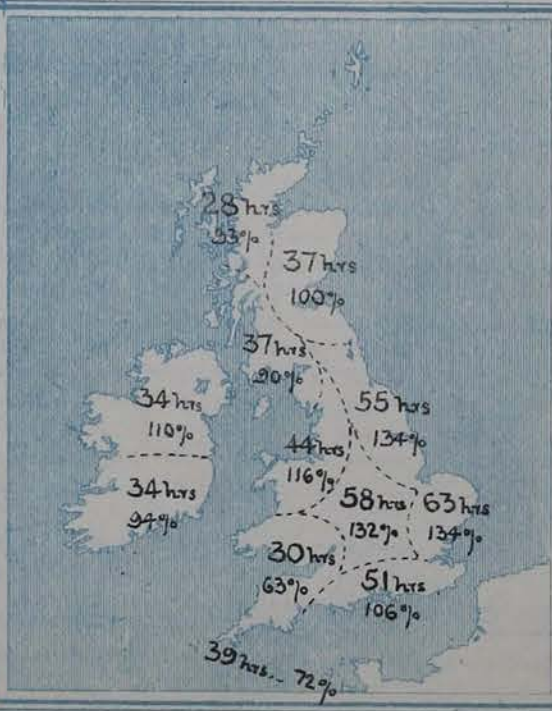 28 hrs
93%
37 hrs
100%
37 hrs
90%
34 hrs
110%
55 hrs
134%
44 hrs
116%
34 hrs
94%
58 hrs
132%
63 hrs
134%
30 hrs
63%
51 hrs
106%
39 hrs.. 72%